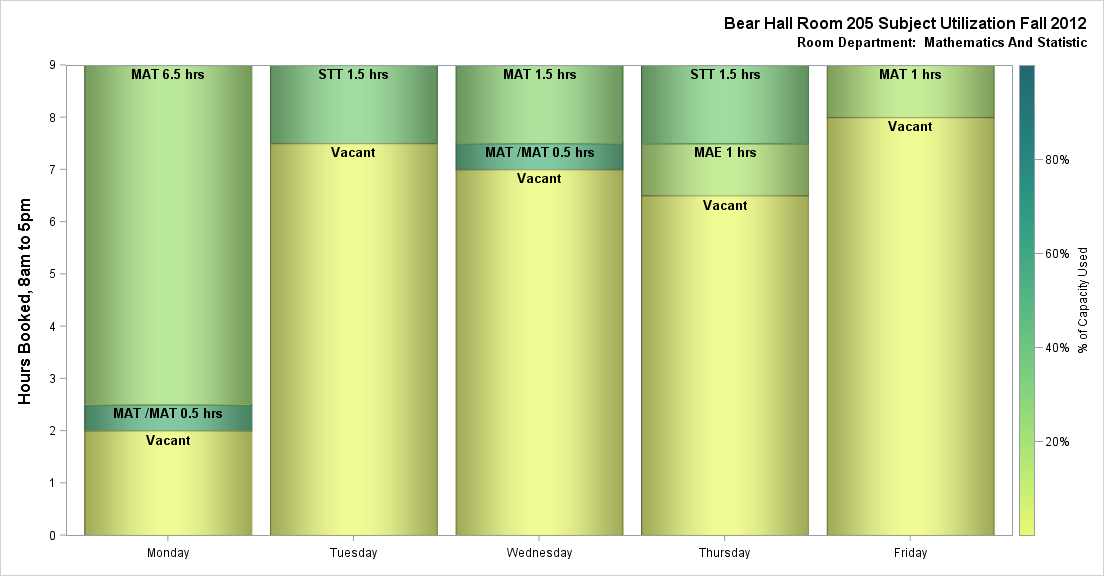 Bear Hall Room 205 Subject Utilization Fall 2012
Room Department:  Mathematics And Statistic
Hours Booked, 8am to 5pm
9
8
7
6
5
4
3
2
1
0
MAT 6.5 hrs
MAT /MAT 0.5 hrs
Vacant
STT 1.5 hrs
Vacant
MAT 1.5 hrs
MAT /MAT 0.5 hrs
Vacant
STT 1.5 hrs
MAE 1 hrs
Vacant
MAT 1 hrs
Vacant
Monday
Tuesday
Wednesday
Thursday
Friday
80%
60%
40%
20%
% of Capacity Used